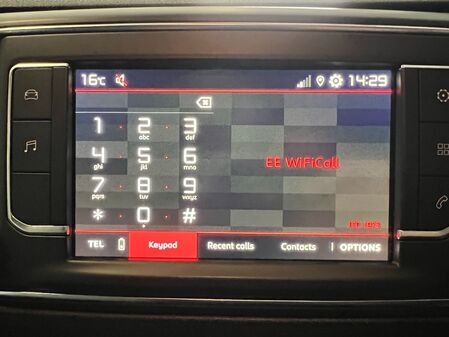 16°C 14:29
1 2 3
abc def
4 5 6
ghi jkl mno
7 8 9
pqrs tuv wxyz
* 0 #
+
EE WiFiCall
TEL Keypad Recent calls Contacts OPTIONS